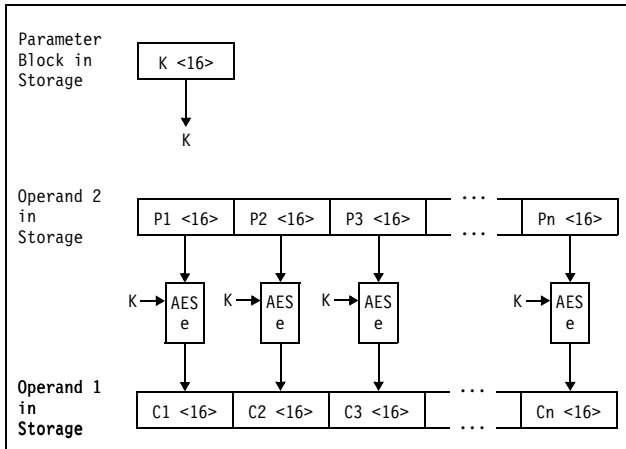 Parameter
Block in
Storage
K <16>
K
Operand 2
in
Storage
...
P1 <16> P2 <16> P3 <16> Pn <16>
...
K AES e K AES e K AES e K AES e
Operand 1
in
Storage
...
C1 <16> C2 <16> C3 <16> Cn <16>
...